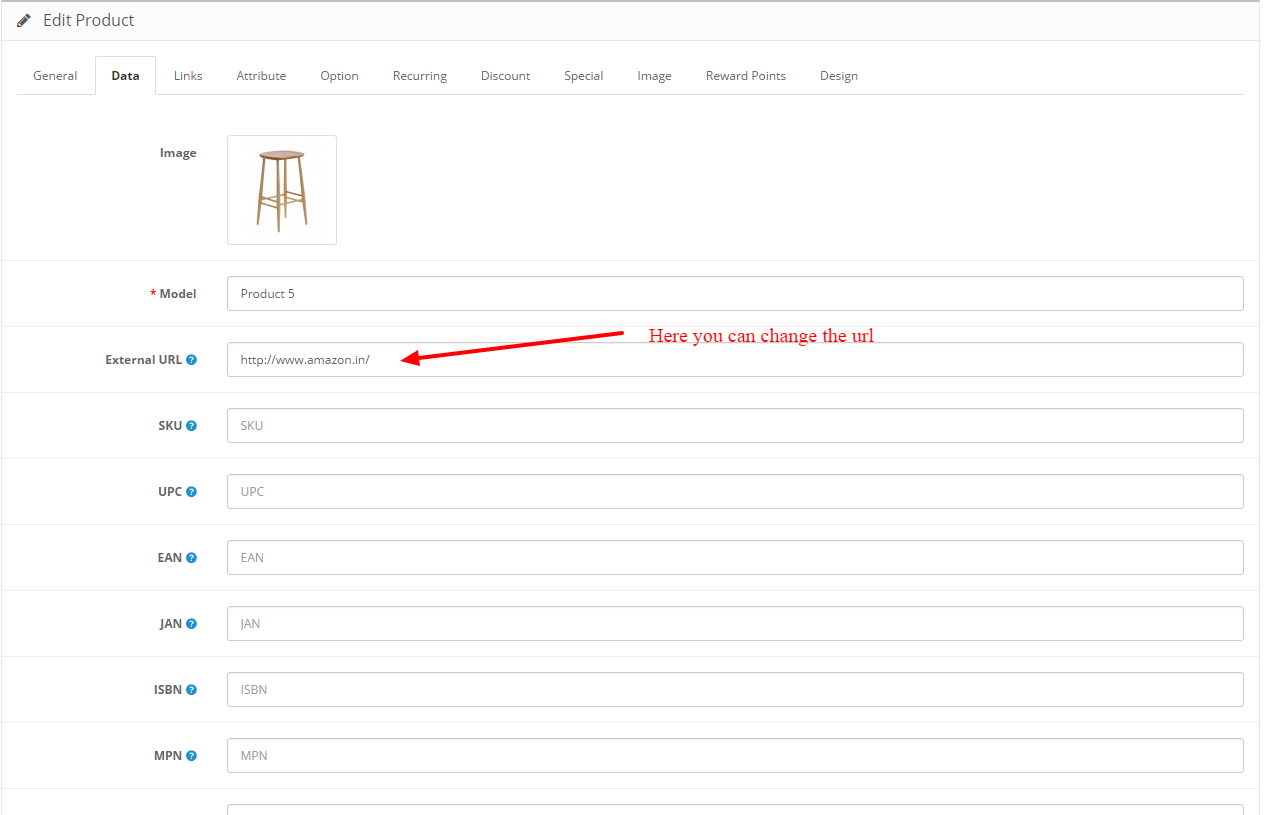 Edit Product
General Data Links Attribute Option Recurring Discount Special Image Reward Points Design
Image
* Model Product 5
Here you can change the url
External URL ? http://www.amazon.in/
SKU ? SKU
UPC ? UPC
EAN ? EAN
JAN ? JAN
ISBN ? ISBN
MPN ? MPN